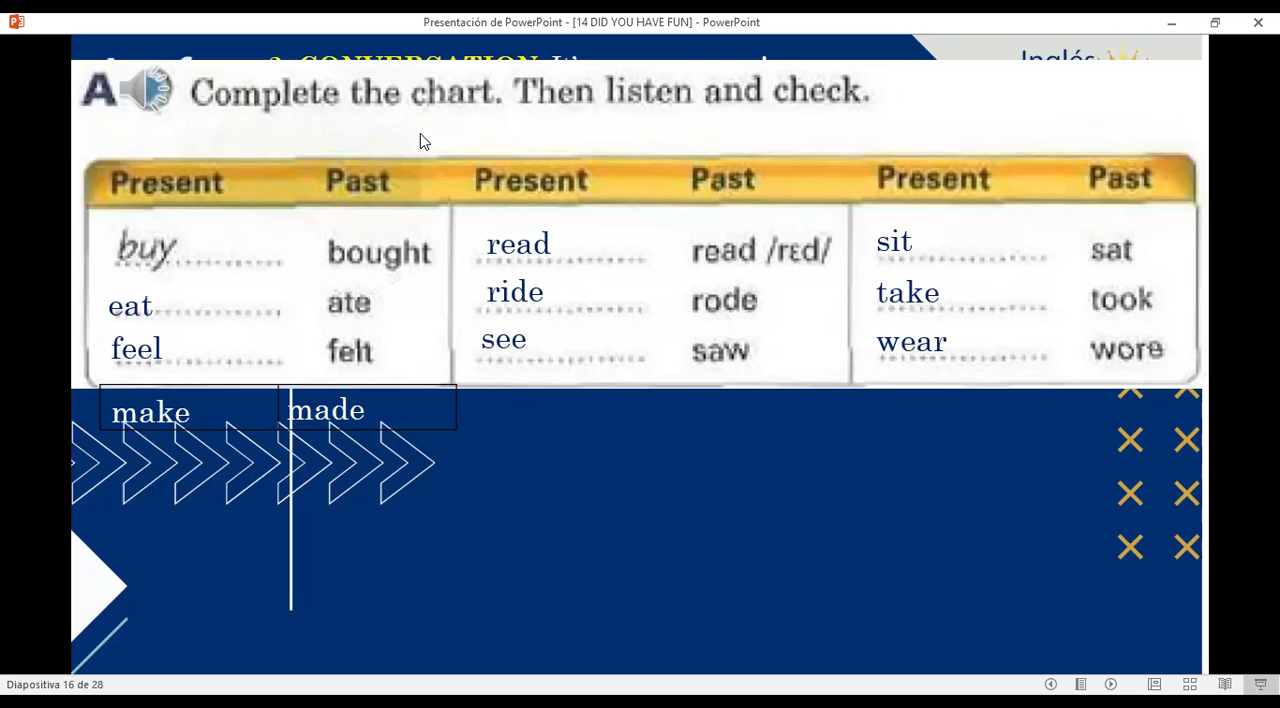 Presentación de PowerPoint - [14 DID YOU HAVE FUN] - PowerPoint
Inglés
A Complete the chart. Then listen and check.
Present Past Present Past Present Past
buy bought read read /rɛd/ sit sat
eat ate ride rode take took
feel felt see saw wear wore
make made
Diapositiva 16 de 28